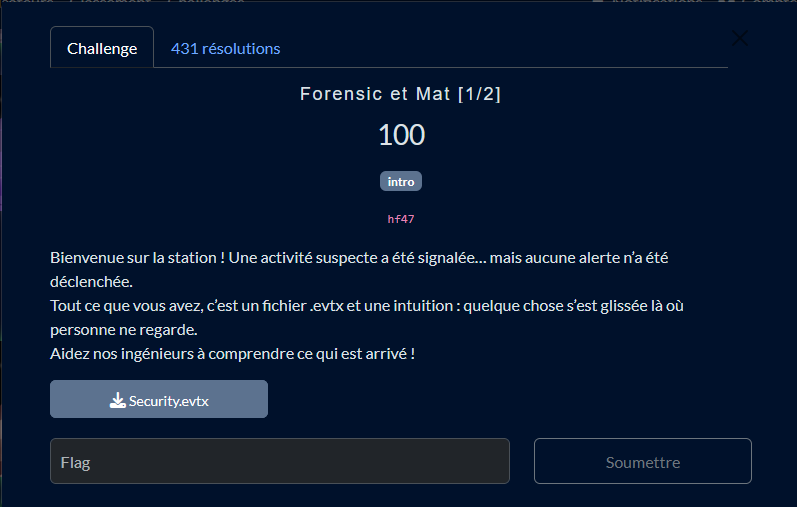 Challenge
431 résolutions
Forensic et Mat [1/2]
100
intro
hf47
Bienvenue sur la station ! Une activité suspecte a été signalée… mais aucune alerte n’a été
déclenchée.
Tout ce que vous avez, c’est un fichier .evtx et une intuition : quelque chose s’est glissée là où
personne ne regarde.
Aidez nos ingénieurs à comprendre ce qui est arrivé !
Security.evtx
Flag
Soumettre